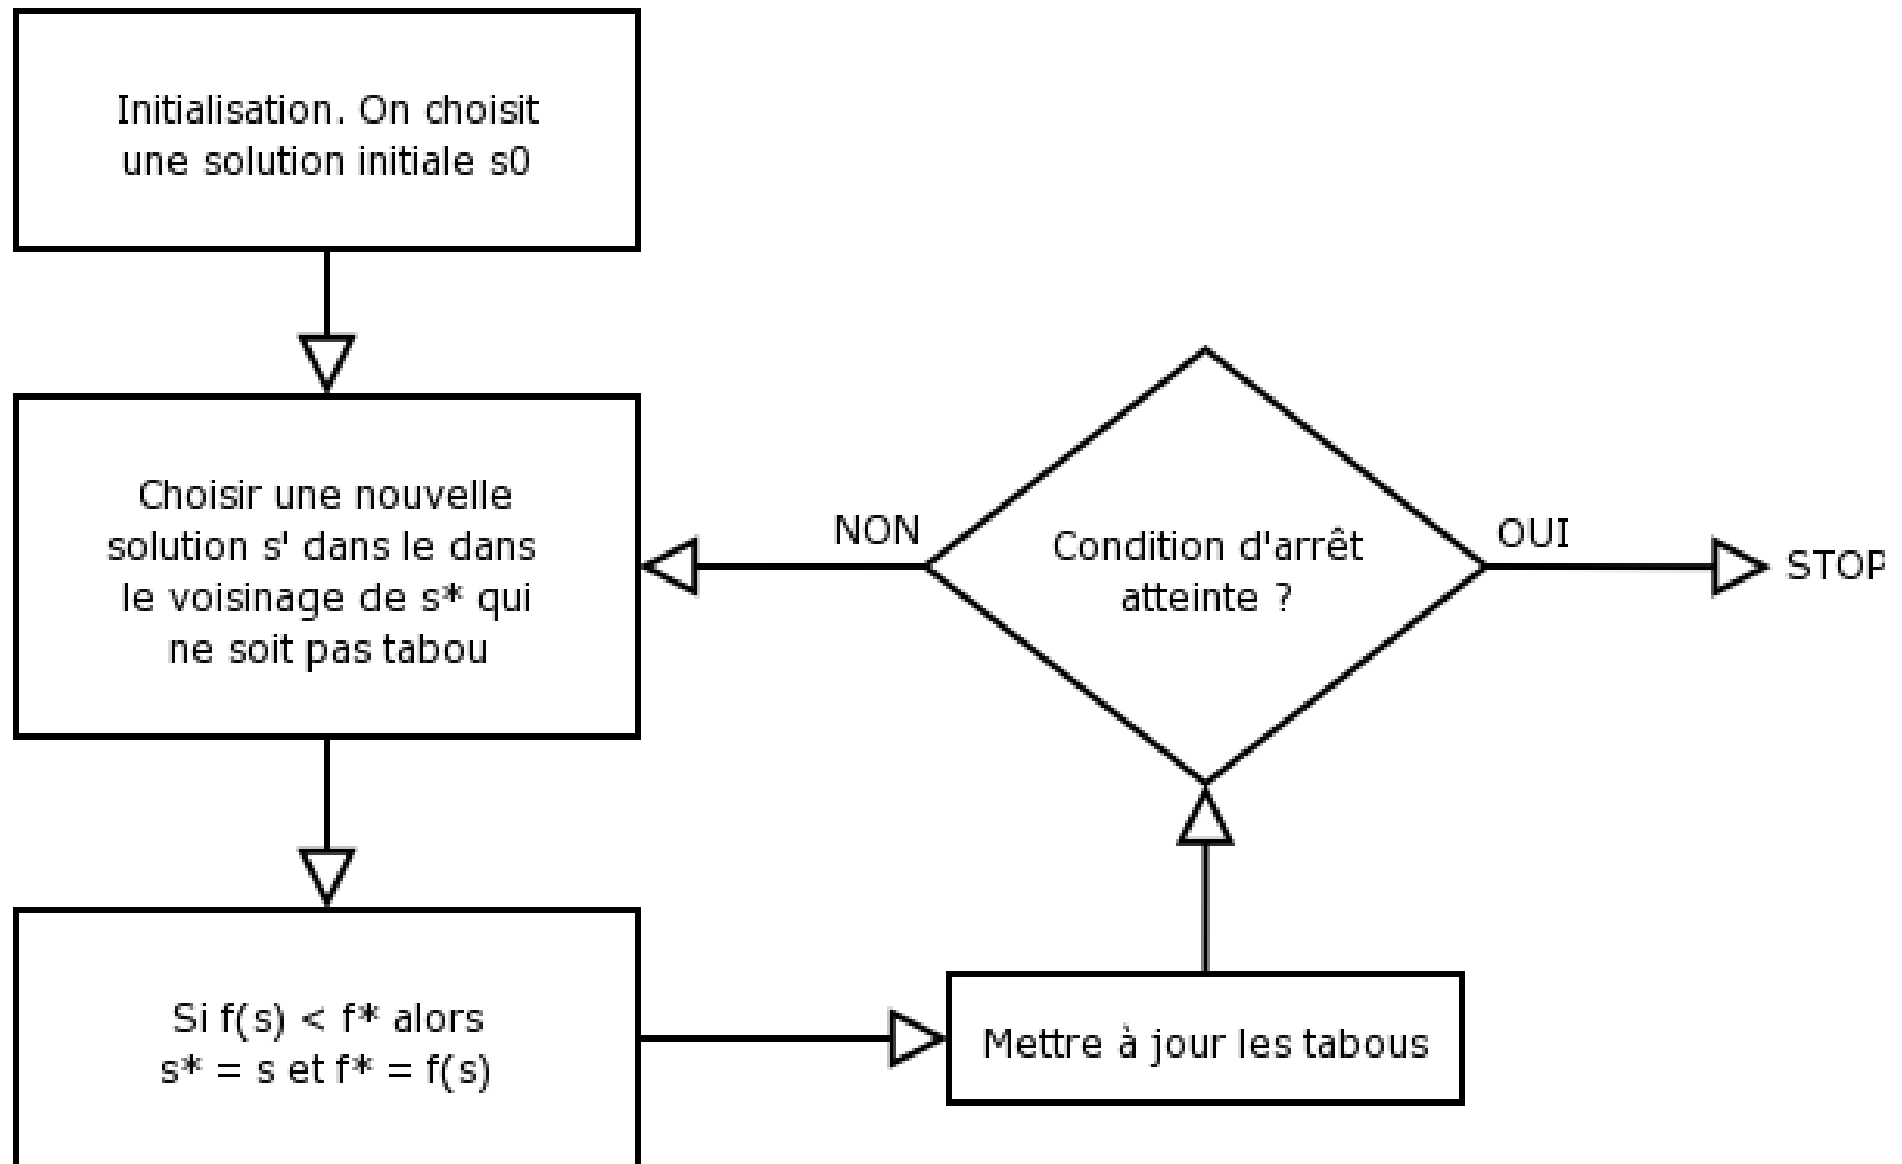 Initialisation. On choisit
une solution initiale s0
Choisir une nouvelle
solution s' dans le dans
le voisinage de s* qui
ne soit pas tabou
Si f(s) < f* alors
s* = s et f* = f(s)
Mettre à jour les tabous
Condition d'arrêt
atteinte ?
NON
OUI
STOP